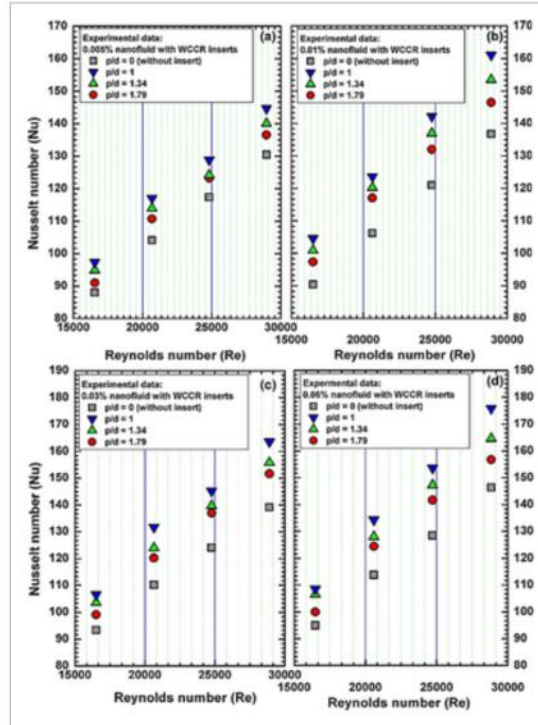 170
160
150
140
130
120
110
100
90
80
Nusselt number (Nu)
Experimental data:
0.005% nanofluid with WCCR inserts
p/d = 0 (without insert)
p/d = 1
p/d = 1.34
p/d = 1.79
(a)
15000 20000 25000 30000
Reynolds number (Re)
Experimental data:
0.01% nanofluid with WCCR inserts
p/d = 0 (without insert)
p/d = 1
p/d = 1.34
p/d = 1.79
(b)
170
160
150
140
130
120
110
100
90
80
15000 20000 25000 30000
Reynolds number (Re)
190
180
170
160
150
140
130
120
110
100
90
80
Nusselt number (Nu)
Experimental data:
0.03% nanofluid with WCCR inserts
p/d = 0 (without insert)
p/d = 1
p/d = 1.34
p/d = 1.79
(c)
15000 20000 25000 30000
Reynolds number (Re)
Experimental data:
0.06% nanofluid with WCCR inserts
p/d = 0 (without insert)
p/d = 1
p/d = 1.34
p/d = 1.79
(d)
190
180
170
160
150
140
130
120
110
100
90
80
15000 20000 25000 30000
Reynolds number (Re)